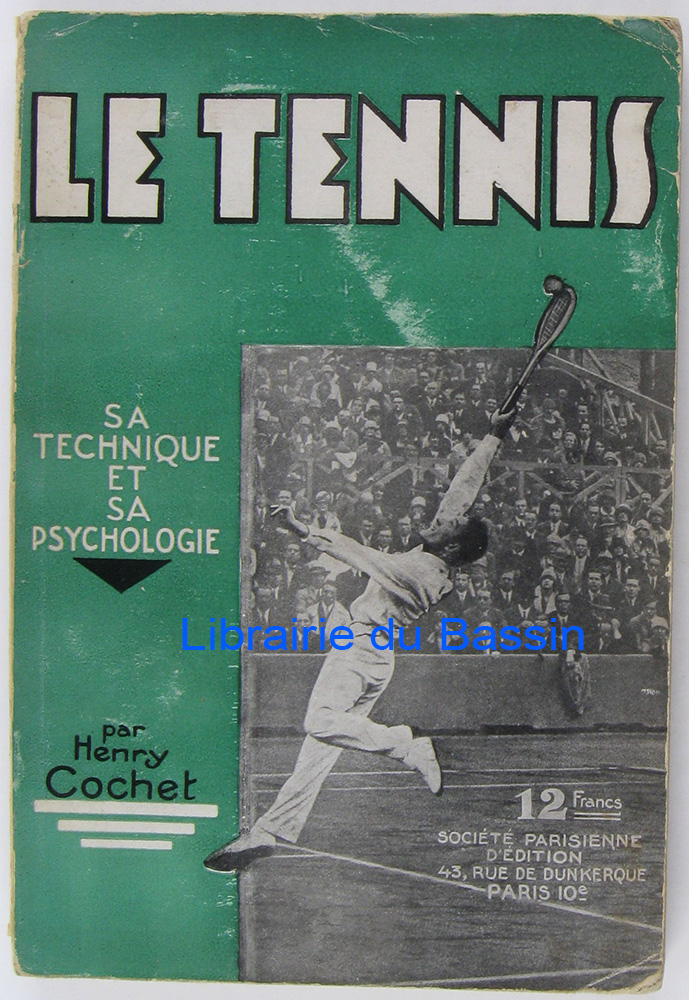 LE TENNIS
SA
TECHNIQUE
ET
SA
PSYCHOLOGIE
Librairie du Bassin
par
Henry
Cochet
12 Francs
SOCIÉTÉ PARISIENNE
D'ÉDITION
43, RUE DE DUNKERQUE
PARIS 10e